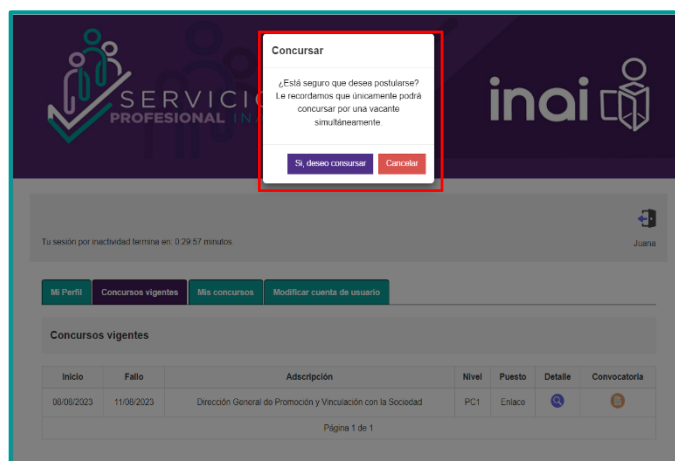 Concursar
¿Está seguro que desea postularse?
Le recordamos que únicamente podrá
concursar por una vacante
simultáneamente.
Si, deseo consursar Cancelar
SERVICIO
PROFESIONAL INA
inai
Tu sesión por inactividad termina en: 0:29:57 minutos.
Juana
Mi Perfil Concursos vigentes Mis concursos Modificar cuenta de usuario
Concursos vigentes
Inicio Fallo Adscripción Nivel Puesto Detalle Convocatoria
08/08/2023 11/08/2023 Dirección General de Promoción y Vinculación con la Sociedad PC1 Enlace
Página 1 de 1